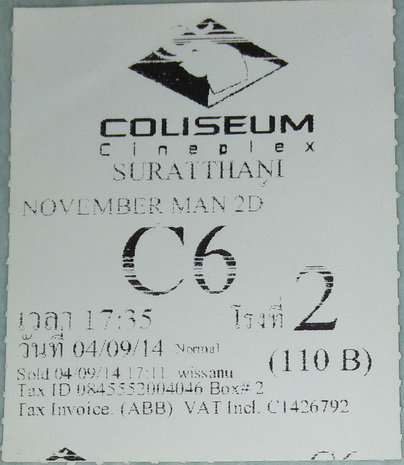 COLISEUM
Cineplex
SURATTHANI
NOVEMBER MAN 2D
C6
เวลา 17:35 โรงที่ 2
วันที่ 04/09/14 Normal (110 B)
Sold 04/09/14 17:11 wissanu
Tax ID 0845552004046 Box# 2
Tax Invoice. (ABB) VAT Incl. C1426792